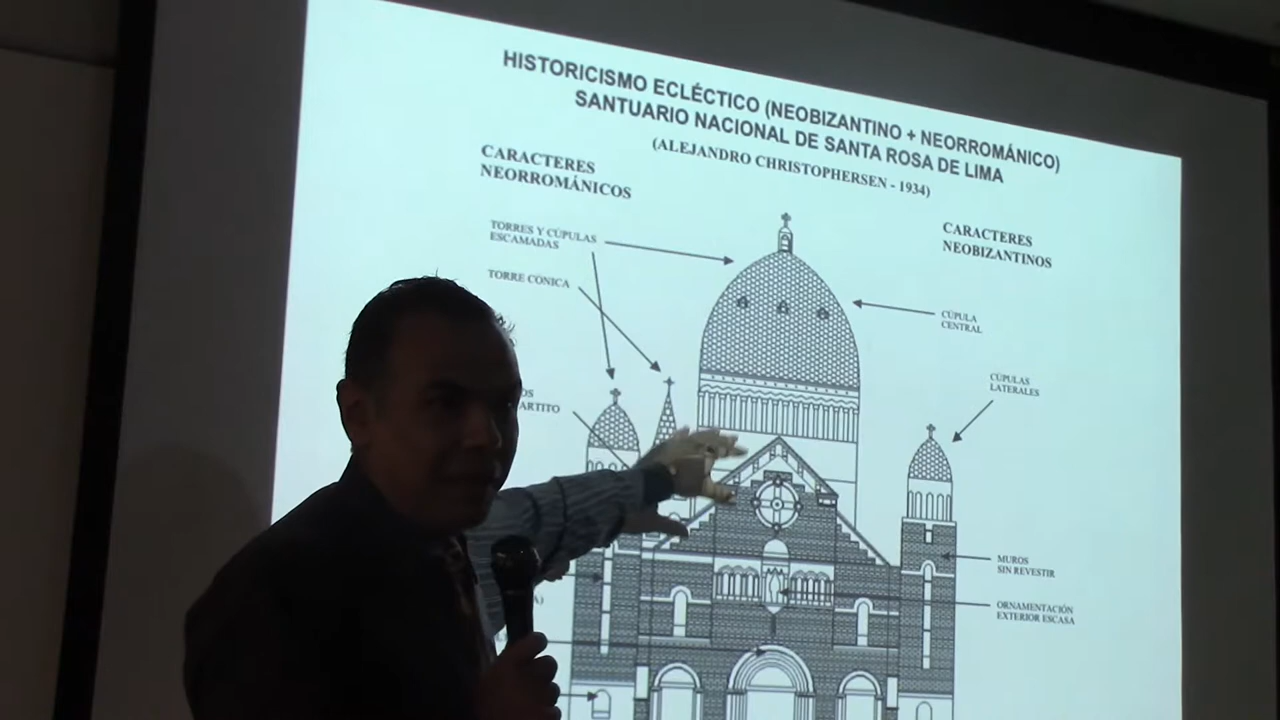 HISTORICISMO ECLÉCTICO (NEOBIZANTINO + NEORROMÁNICO)
SANTUARIO NACIONAL DE SANTA ROSA DE LIMA
(ALEJANDRO CHRISTOPHERSEN - 1934)
CARACTERES
NEORROMÁNICOS
TORRES Y CÚPULAS
ESCAMADAS
TORRE CÓNICA
CARACTERES
NEOBIZANTINOS
CÚPULA
CENTRAL
CÚPULAS
LATERALES
MUROS
SIN REVESTIR
ORNAMENTACIÓN
EXTERIOR ESCASA